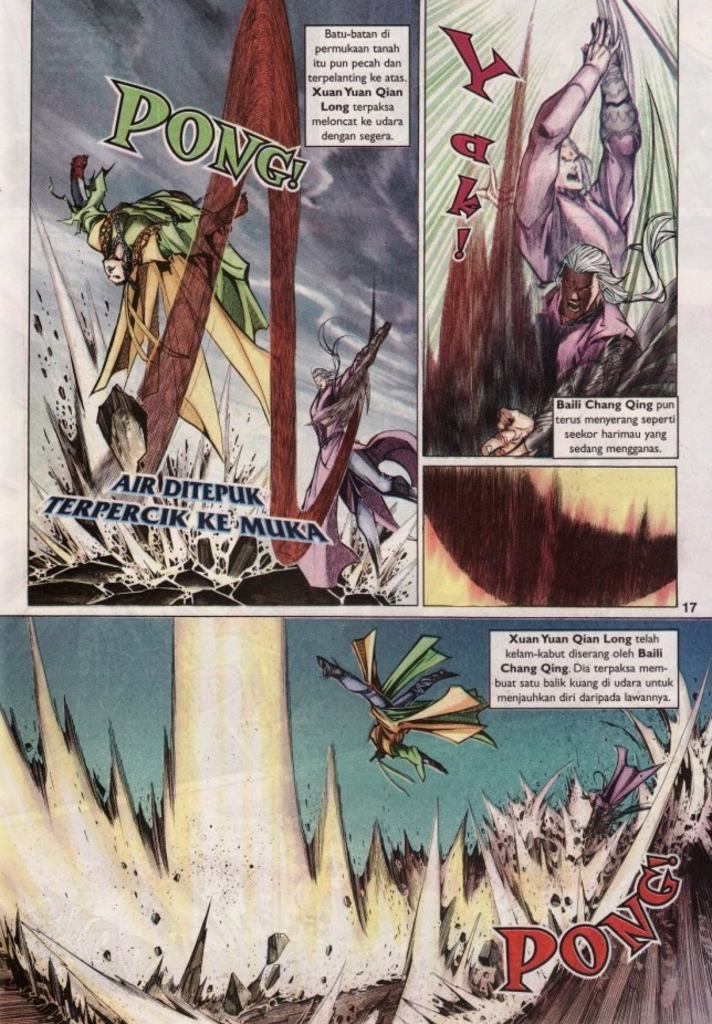 Batu-batan di
permukaan tanah
itu pun pecah dan
terpelanting ke atas.
Xuan Yuan Qian
Long terpaksa
meloncat ke udara
dengan segera.
PONG!
AIR DITEPUK
TERPERCIK KE MUKA
Yak!
Baili Chang Qing pun
terus menyerang seperti
seekor harimau yang
sedang mengganas.
17
Xuan Yuan Qian Long telah
kelam-kabut diserang oleh Baili
Chang Qing. Dia terpaksa mem-
buat satu balik kuang di udara untuk
menjauhkan diri daripada lawannya.
PONG!